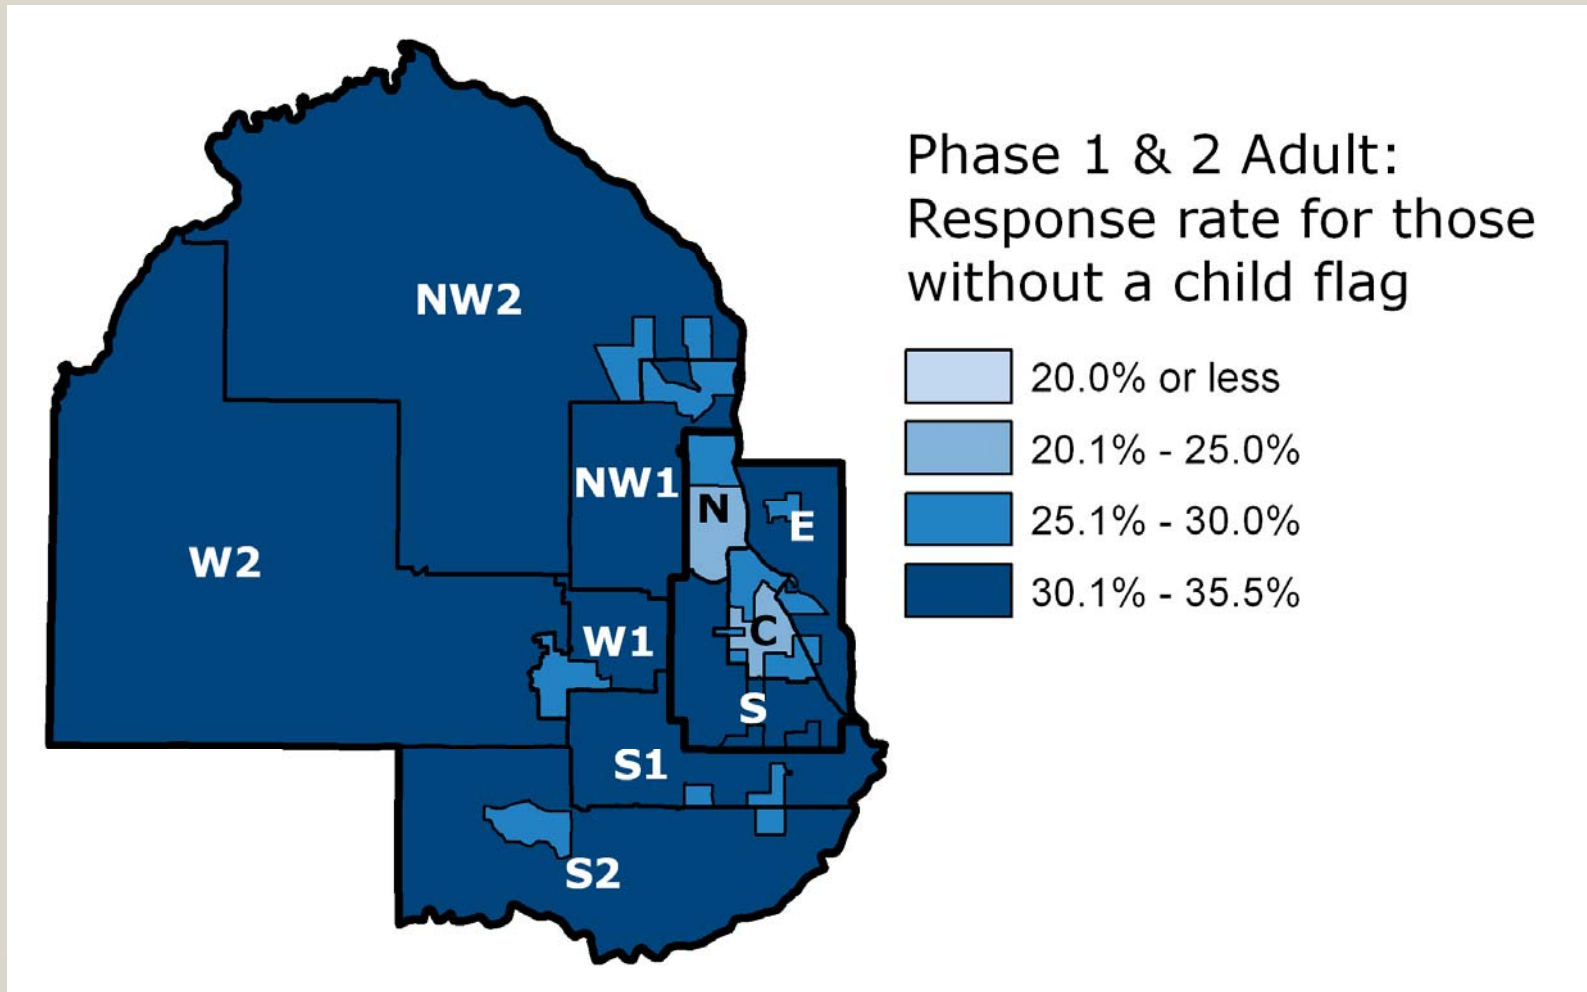 Phase 1 & 2 Adult:
Response rate for those
without a child flag
20.0% or less
20.1% - 25.0%
25.1% - 30.0%
30.1% - 35.5%
NW2
NW1
N
E
W2
W1
C
S
S1
S2